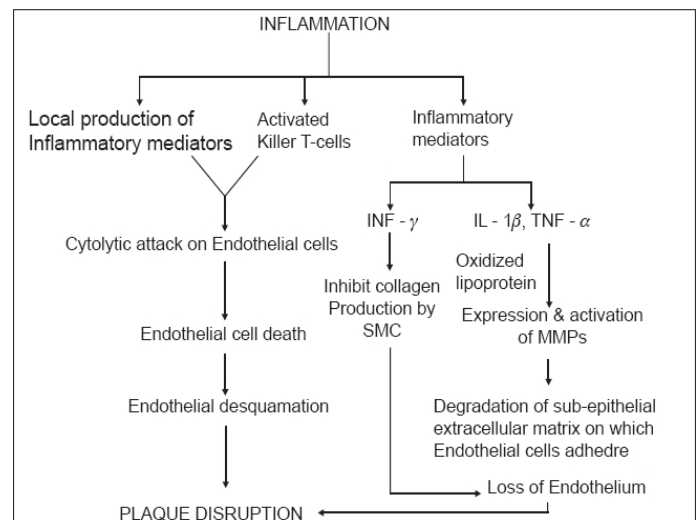 INFLAMMATION
Local production of
Inflammatory mediators
Activated
Killer T-cells
Inflammatory
mediators
INF - γ
IL - 1β, TNF - α
Cytolytic attack on Endothelial cells
Oxidized
lipoprotein
Inhibit collagen
Production by
SMC
Expression & activation
of MMPs
Endothelial cell death
Endothelial desquamation
Degradation of sub-epithelial
extracellular matrix on which
Endothelial cells adhedre
Loss of Endothelium
PLAQUE DISRUPTION